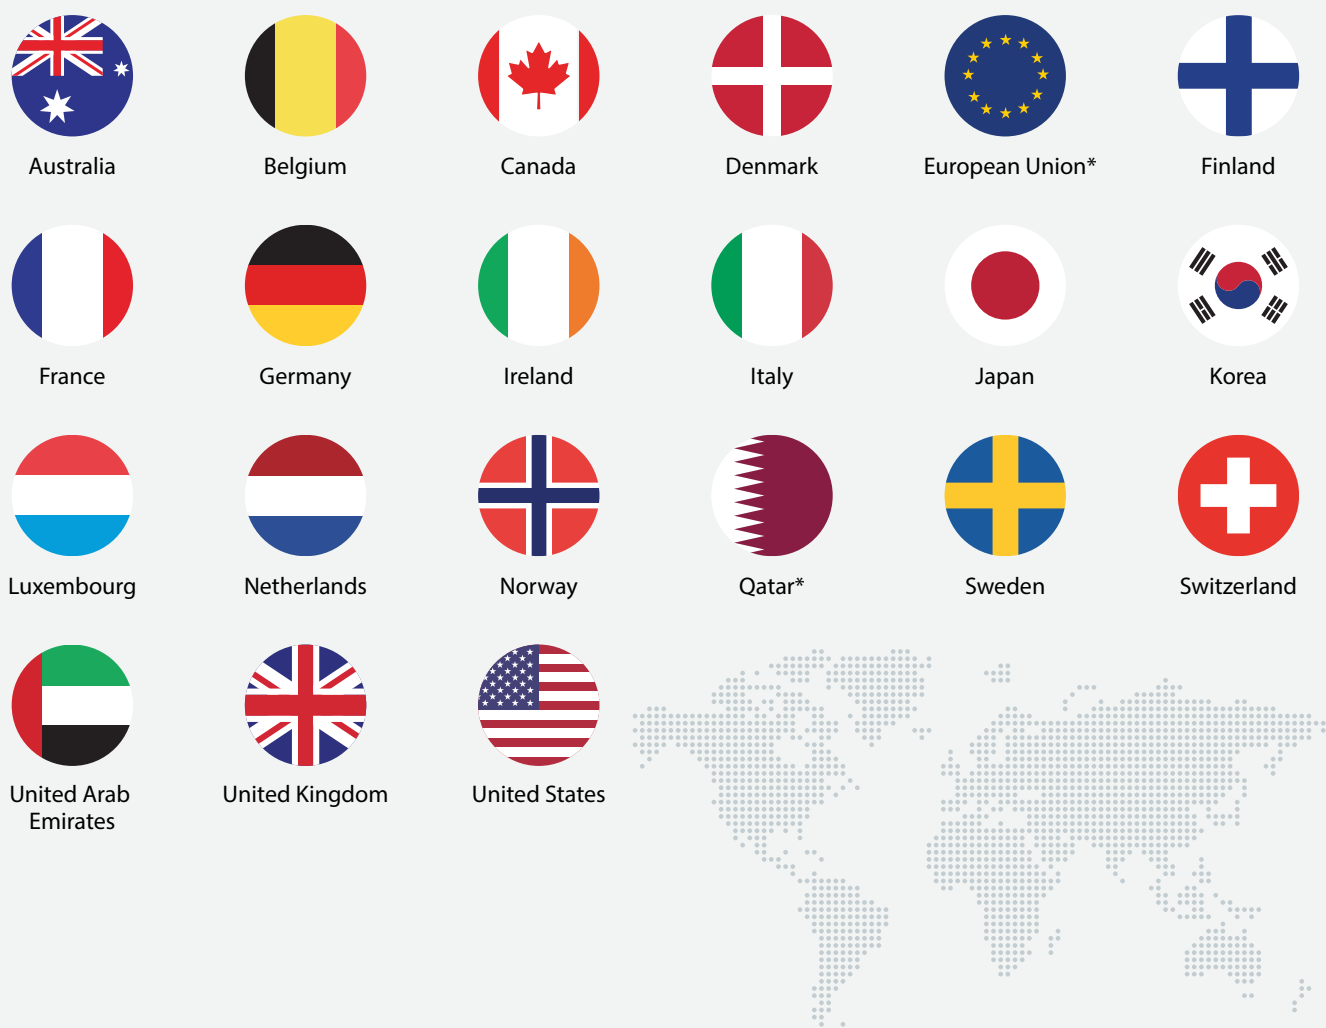 Australia
Belgium
Canada
Denmark
European Union*
Finland
France
Germany
Ireland
Italy
Japan
Korea
Luxembourg
Netherlands
Norway
Qatar*
Sweden
Switzerland
United Arab
Emirates
United Kingdom
United States